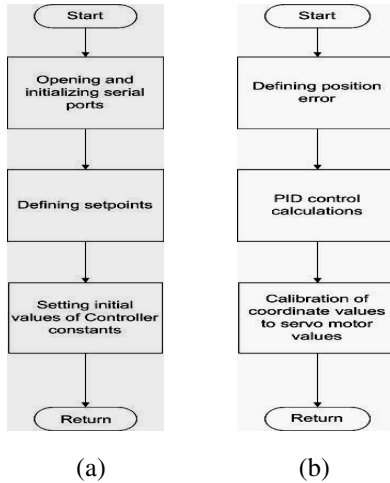 Start
Opening and
initializing serial
ports
Defining setpoints
Setting initial
values of Controller
constants
Return
(a)
Start
Defining position
error
PID control
calculations
Calibration of
coordinate values
to servo motor
values
Return
(b)